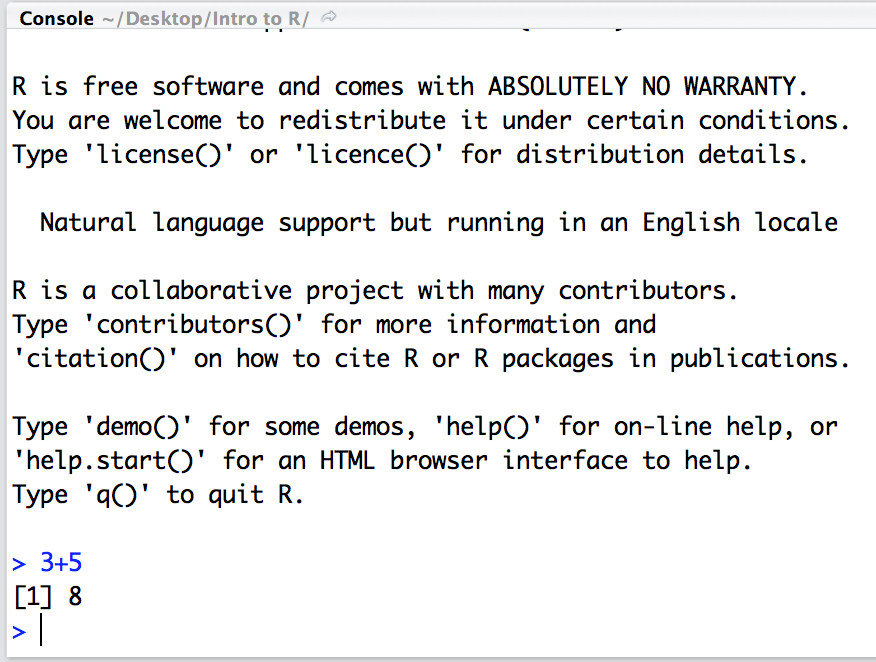 Console ~/Desktop/Intro to R/
R is free software and comes with ABSOLUTELY NO WARRANTY.
You are welcome to redistribute it under certain conditions.
Type 'license()' or 'licence()' for distribution details.
Natural language support but running in an English locale
R is a collaborative project with many contributors.
Type 'contributors()' for more information and
'citation()' on how to cite R or R packages in publications.
Type 'demo()' for some demos, 'help()' for on-line help, or
'help.start()' for an HTML browser interface to help.
Type 'q()' to quit R.
> 3+5
[1] 8
>